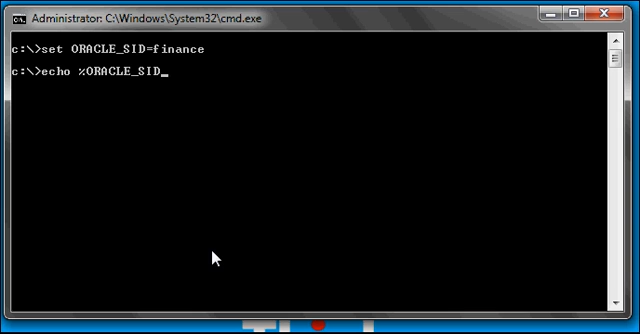 Administrator: C:\Windows\System32\cmd.exe
c:\>set ORACLE_SID=finance
c:\>echo %ORACLE_SID_